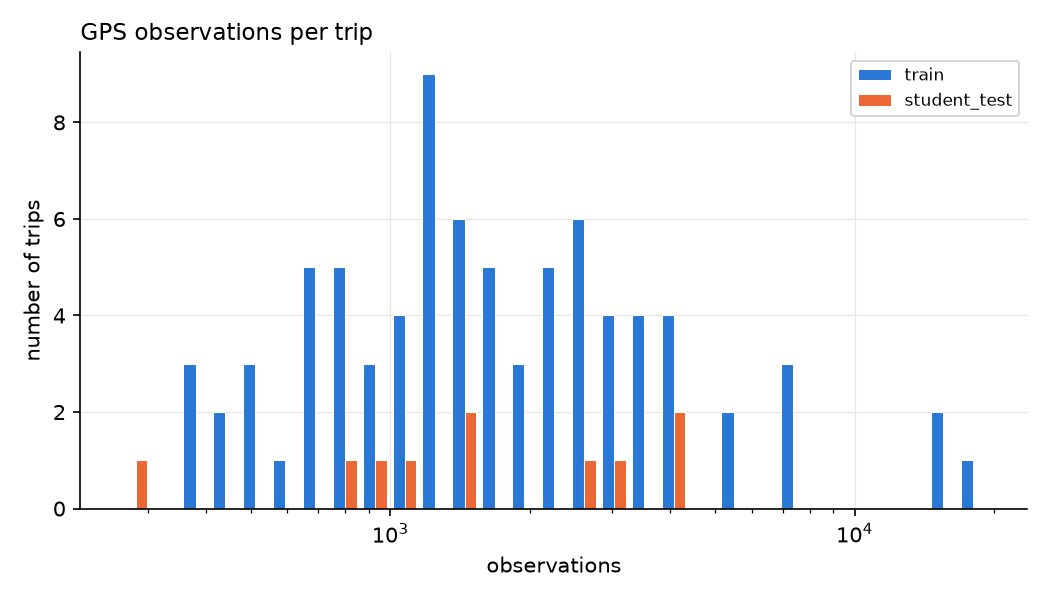 GPS observations per trip
train
student_test
number of trips
8
6
4
2
0
10³
10⁴
observations